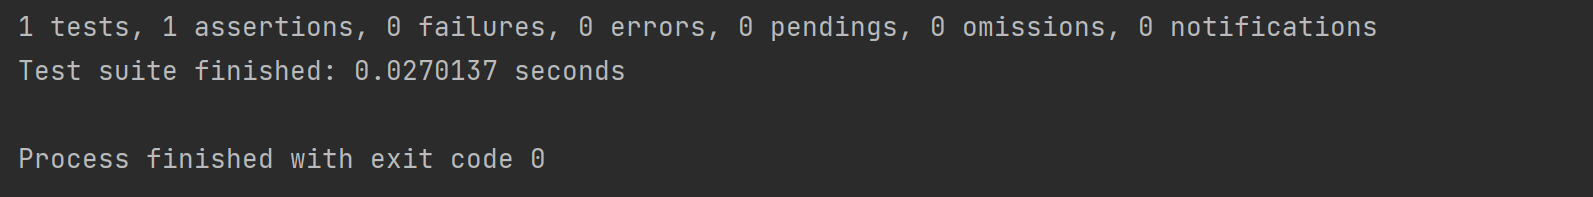 1 tests, 1 assertions, 0 failures, 0 errors, 0 pendings, 0 omissions, 0 notifications
Test suite finished: 0.0270137 seconds
Process finished with exit code 0